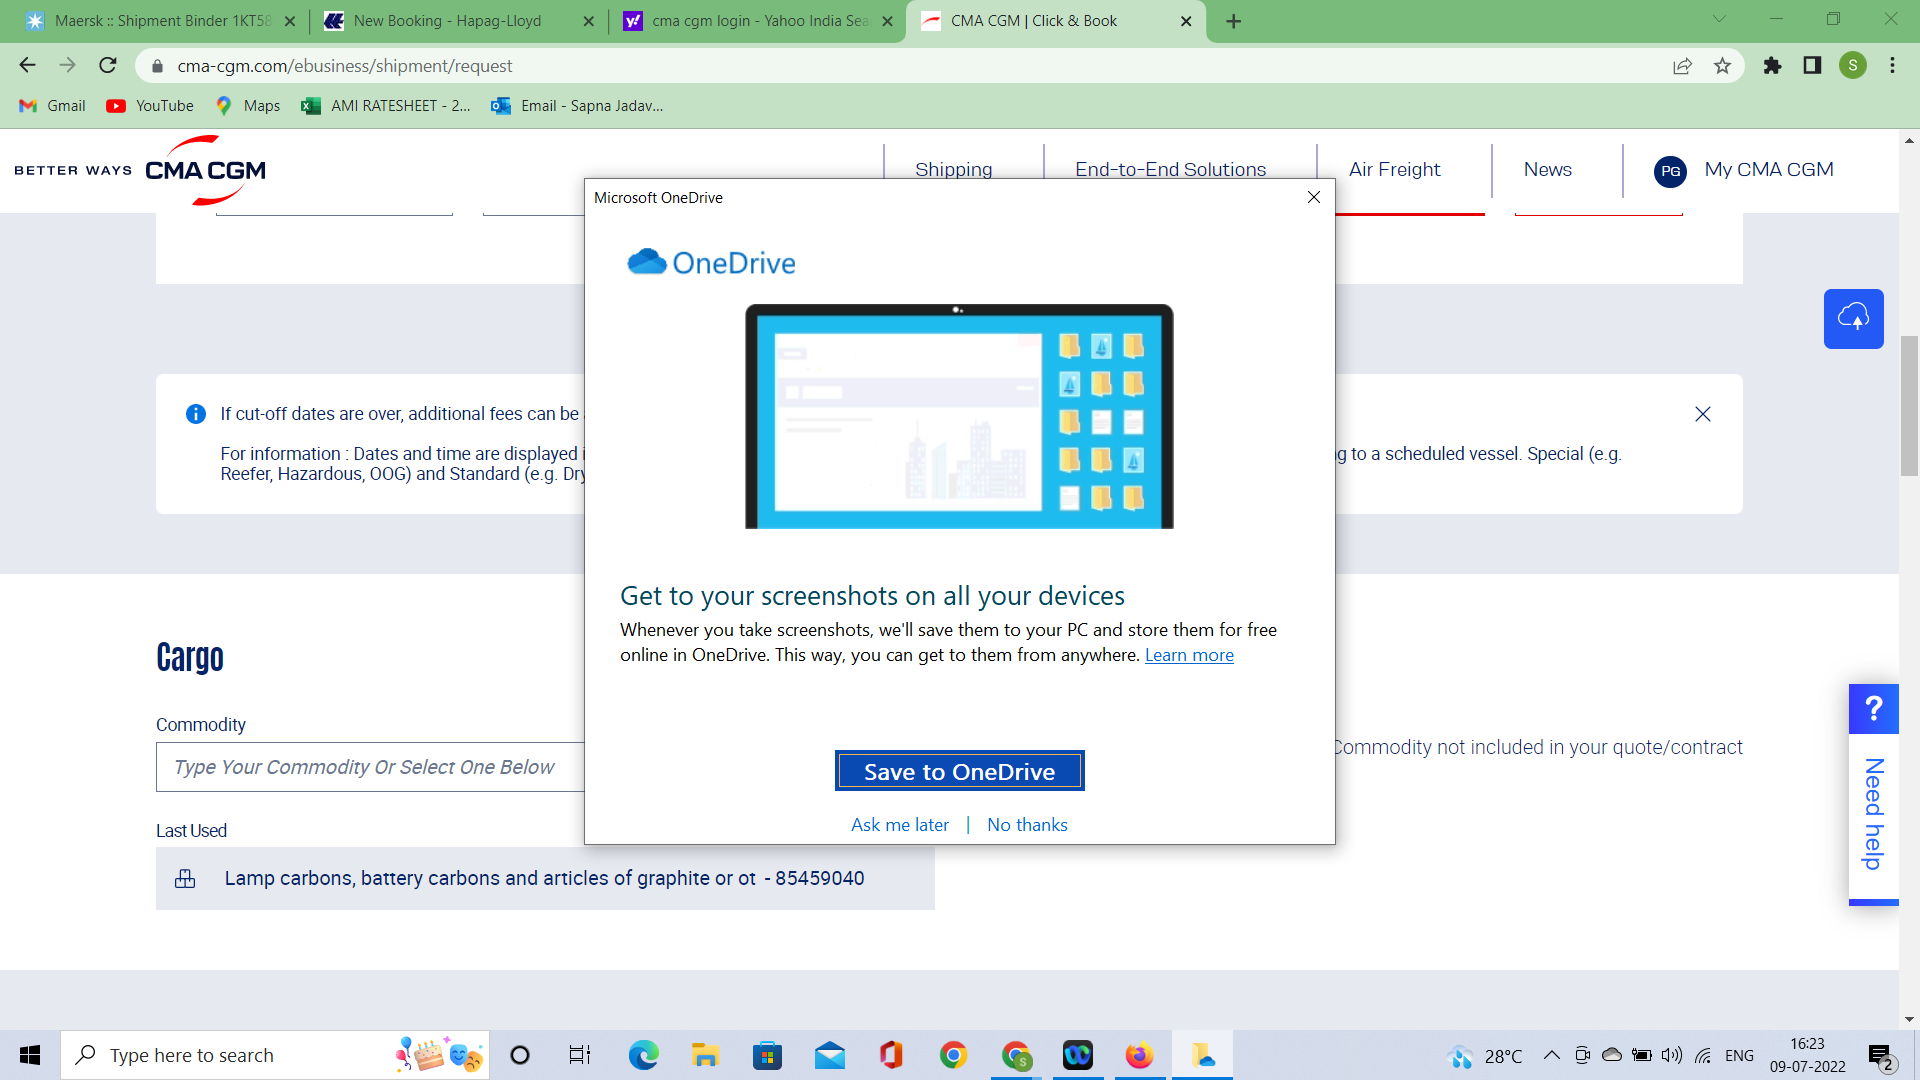 Maersk :: Shipment Binder 1KT58
New Booking - Hapag-Lloyd
cma cgm login - Yahoo India Sea
CMA CGM | Click & Book
cma-cgm.com/ebusiness/shipment/request
S
Gmail
YouTube
Maps
AMI RATESHEET - 2...
Email - Sapna Jadav...
BETTER WAYS CMA CGM
Shipping
End-to-End Solutions
Air Freight
News
PG
My CMA CGM
Microsoft OneDrive
OneDrive
If cut-off dates are over, additional fees can be
For information : Dates and time are displayed
g to a scheduled vessel. Special (e.g.
Reefer, Hazardous, OOG) and Standard (e.g. Dry
Get to your screenshots on all your devices
Whenever you take screenshots, we'll save them to your PC and store them for free
online in OneDrive. This way, you can get to them from anywhere. Learn more
Cargo
Commodity
Type Your Commodity Or Select One Below
Commodity not included in your quote/contract
Save to OneDrive
Ask me later | No thanks
Last Used
Lamp carbons, battery carbons and articles of graphite or ot - 85459040
?
Need help
Type here to search
28°C
ENG
16:23
09-07-2022
2